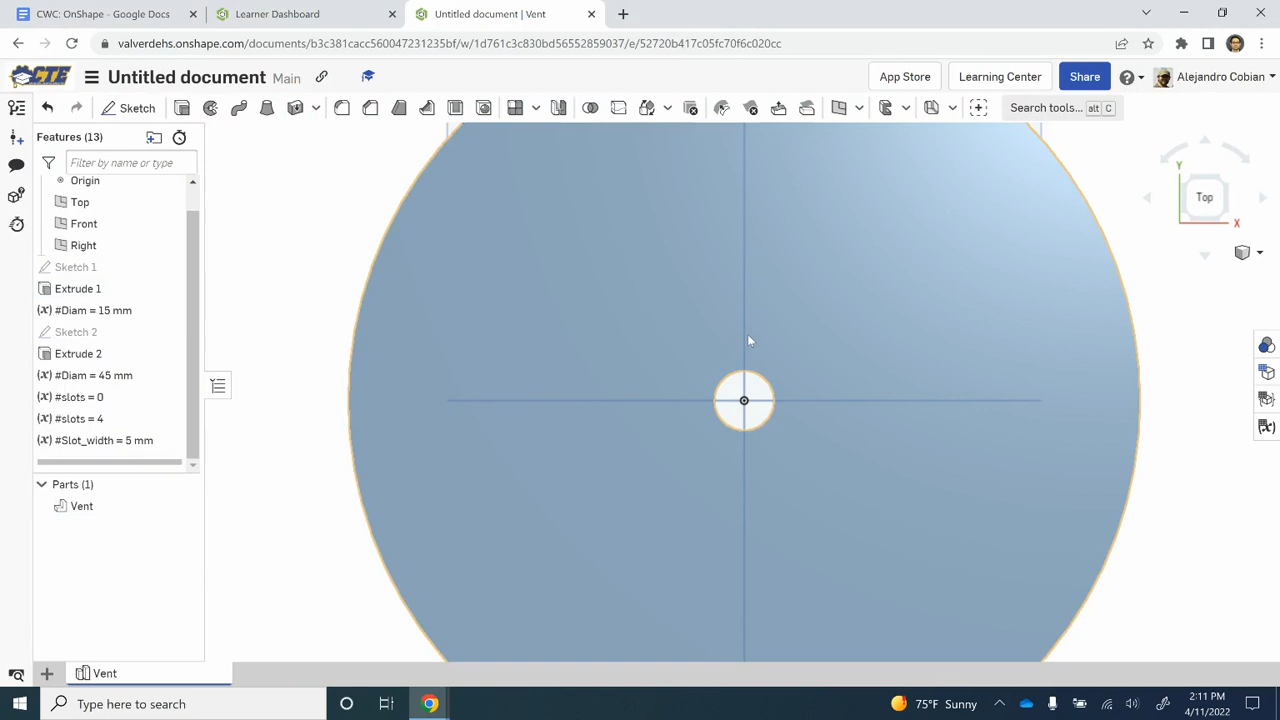 CWC: OnShape - Google Docs
Learner Dashboard
Untitled document | Vent
valverdehs.onshape.com/documents/b3c381cacc560047231235bf/w/1d761c3c830bd56552859037/e/52720b417c05fc70f6c020cc
CTE
Untitled document Main
App Store
Learning Center
Share
Alejandro Cobian
Sketch
Search tools... alt C
Features (13)
Filter by name or type
Origin
Top
Front
Right
Sketch 1
Extrude 1
(x) #Diam = 15 mm
Sketch 2
Extrude 2
(x) #Diam = 45 mm
(x) #slots = 0
(x) #slots = 4
(x) #Slot_width = 5 mm
Parts (1)
Vent
Y
Top
X
(x)
Vent
Type here to search
75°F Sunny
2:11 PM
4/11/2022